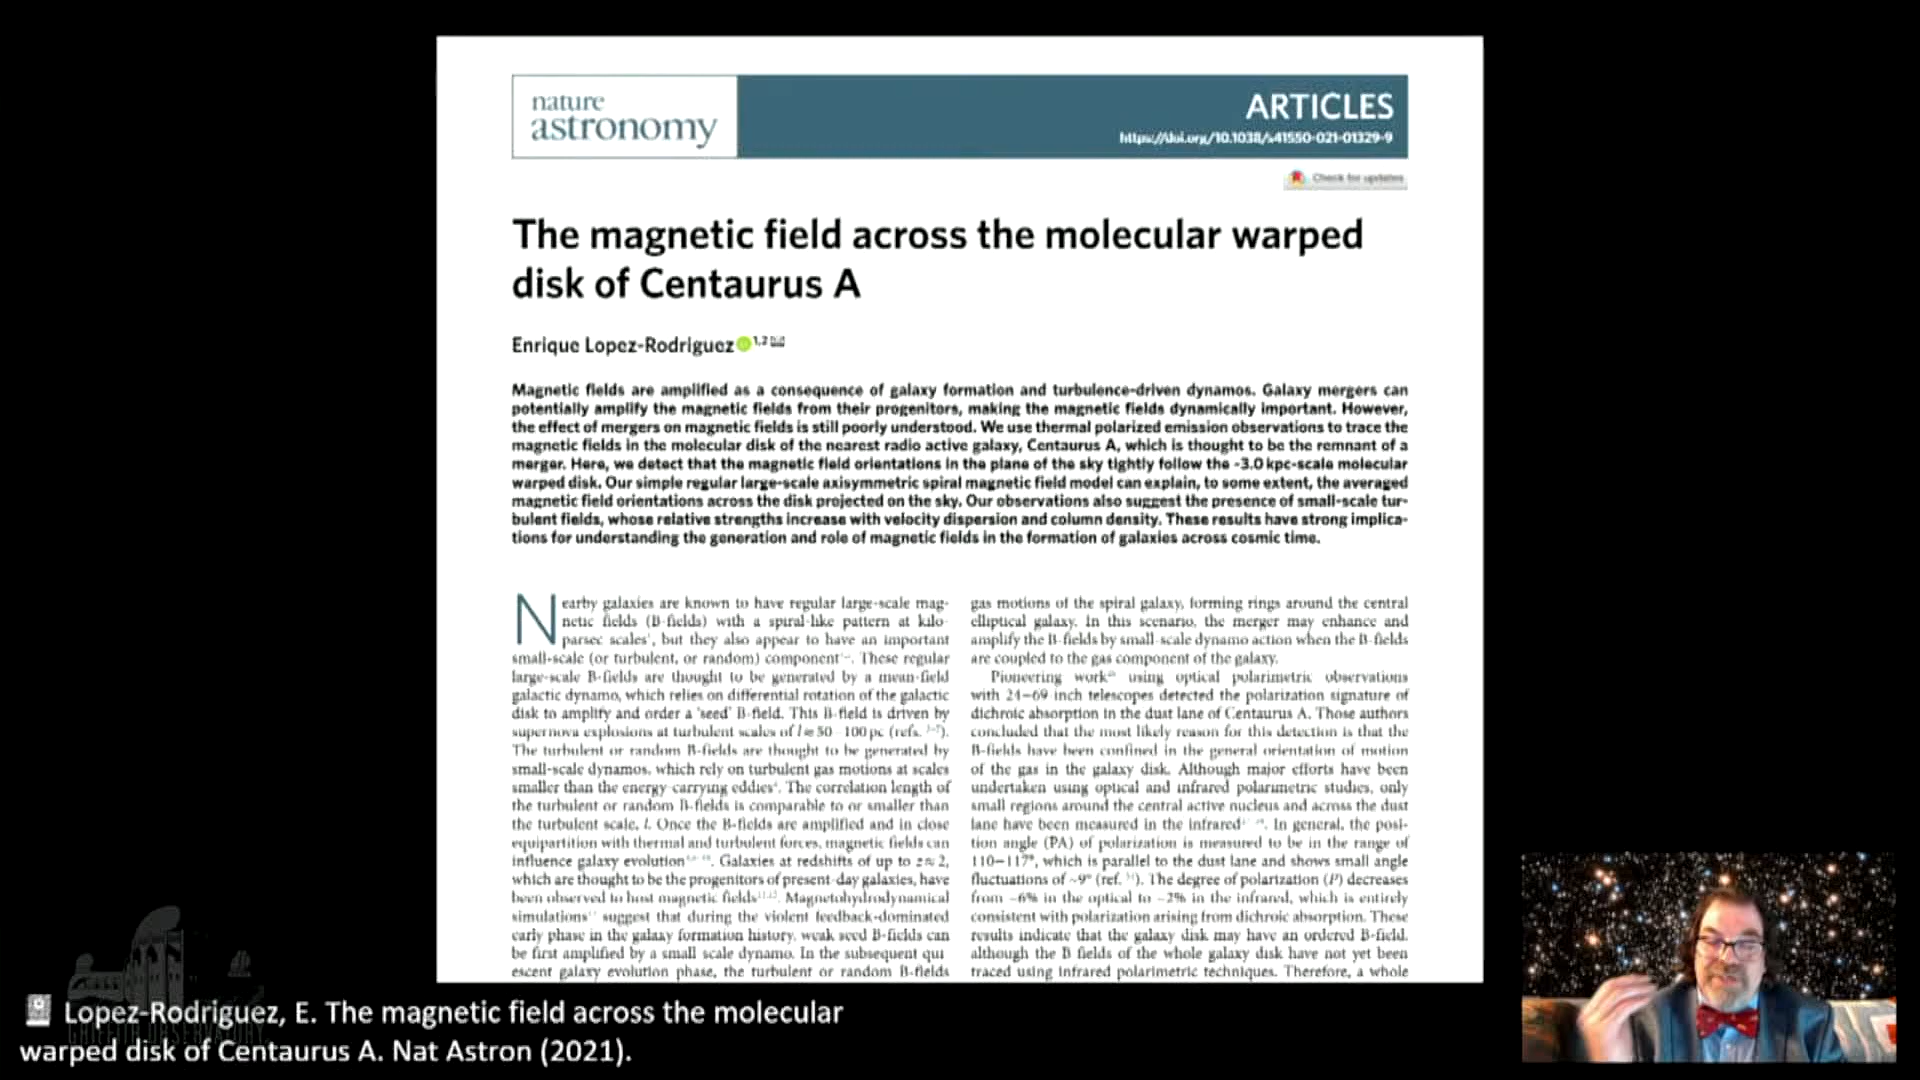 nature
astronomy
ARTICLES
https://doi.org/10.1038/s41550-021-01329-9
Check for updates
The magnetic field across the molecular warped
disk of Centaurus A
Enrique Lopez-Rodriguez 1,2
Magnetic fields are amplified as a consequence of galaxy formation and turbulence-driven dynamos. Galaxy mergers can
potentially amplify the magnetic fields from their progenitors, making the magnetic fields dynamically important. However,
the effect of mergers on magnetic fields is still poorly understood. We use thermal polarized emission observations to trace the
magnetic fields in the molecular disk of the nearest radio active galaxy, Centaurus A, which is thought to be the remnant of a
merger. Here, we detect that the magnetic field orientations in the plane of the sky tightly follow the ~3.0 kpc-scale molecular
warped disk. Our simple regular large-scale axisymmetric spiral magnetic field model can explain, to some extent, the averaged
magnetic field orientations across the disk projected on the sky. Our observations also suggest the presence of small-scale tur-
bulent fields, whose relative strengths increase with velocity dispersion and column density. These results have strong implica-
tions for understanding the generation and role of magnetic fields in the formation of galaxies across cosmic time.
Nearby galaxies are known to have regular large-scale mag-
netic fields (B-fields) with a spiral-like pattern at kilo-
parsec scales, but they also appear to have an important
small-scale (or turbulent, or random) component. These regular
large-scale B-fields are thought to be generated by a mean-field
galactic dynamo, which relies on differential rotation of the galactic
disk to amplify and order a 'seed' B-field. This B-field is driven by
supernova explosions at turbulent scales of l ≈ 50–100 pc (refs. ).
The turbulent or random B-fields are thought to be generated by
small-scale dynamos, which rely on turbulent gas motions at scales
smaller than the energy-carrying eddies. The correlation length of
the turbulent or random B-fields is comparable to or smaller than
the turbulent scale, l. Once the B-fields are amplified and in close
equipartition with thermal and turbulent forces, magnetic fields can
influence galaxy evolution. Galaxies at redshifts of up to z ≈ 2,
which are thought to be the progenitors of present-day galaxies, have
been observed to host magnetic fields. Magnetohydrodynamical
simulations suggest that during the violent feedback-dominated
early phase in the galaxy formation history, weak seed B-fields can
be first amplified by a small scale dynamo. In the subsequent qui
escent galaxy evolution phase, the turbulent or random B-fields
gas motions of the spiral galaxy, forming rings around the central
elliptical galaxy. In this scenario, the merger may enhance and
amplify the B-fields by small-scale dynamo action when the B-fields
are coupled to the gas component of the galaxy.
Pioneering work using optical polarimetric observations
with 24–69 inch telescopes detected the polarization signature of
dichroic absorption in the dust lane of Centaurus A. Those authors
concluded that the most likely reason for this detection is that the
B-fields have been confined in the general orientation of motion
of the gas in the galaxy disk. Although major efforts have been
undertaken using optical and infrared polarimetric studies, only
small regions around the central active nucleus and across the dust
lane have been measured in the infrared. In general, the posi-
tion angle (PA) of polarization is measured to be in the range of
110–117°, which is parallel to the dust lane and shows small angle
fluctuations of ~9° (ref. ). The degree of polarization (P) decreases
from ~6% in the optical to ~2% in the infrared, which is entirely
consistent with polarization arising from dichroic absorption. These
results indicate that the galaxy disk may have an ordered B-field,
although the B fields of the whole galaxy disk have not yet been
traced using infrared polarimetric techniques. Therefore, a whole
Lopez-Rodriguez, E. The magnetic field across the molecular
warped disk of Centaurus A. Nat Astron (2021).